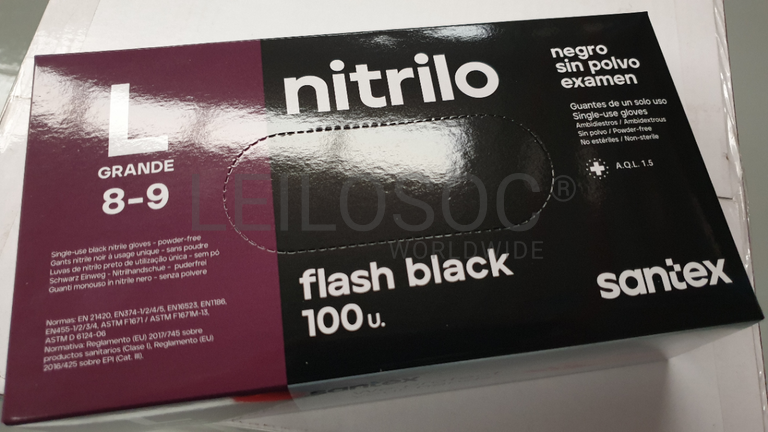 L
GRANDE
8-9
Single-use black nitrile gloves - powder-free
Gants nitrile noir à usage unique - sans poudre
Luvas de nitrilo preto de utilização única - sem pó
Schwarz Einweg - Nitrilhandschue - puderfrei
Guanti monouso in nitrile nero - senza polvere
Normas: EN 21420, EN374-1/2/4/5, EN16523, EN1186,
EN455-1/2/3/4, ASTM F1671 / ASTM F1671M-13,
ASTM D 6124-06
Normativa: Reglamento (EU) 2017/745 sobre
productos sanitarios (Clase I), Reglamento (EU)
2016/425 sobre EPI (Cat. III).
nitrilo
flash black
100 u.
negro
sin polvo
examen
Guantes de un solo uso
Single-use gloves
Ambidiestros / Ambidextrous
Sin polvo / Powder-free
No estériles / Non-sterile
A.Q.L. 1.5
santex
santex
LEILOSOC®
WORLDWIDE